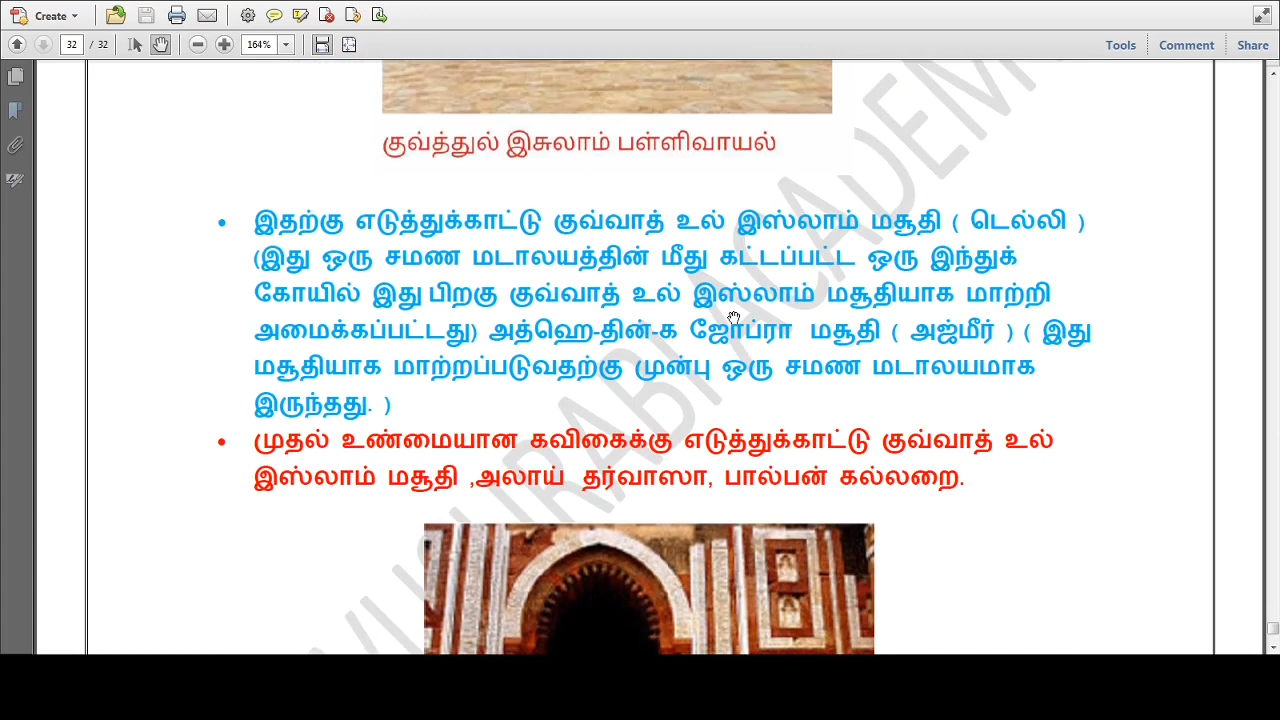 Create
32 / 32
164%
Tools Comment Share
குவ்த்துல் இசுலாம் பள்ளிவாயல்
• இதற்கு எடுத்துக்காட்டு குவ்வாத் உல் இஸ்லாம் மசூதி ( டெல்லி )
(இது ஒரு சமண மடாலயத்தின் மீது கட்டப்பட்ட ஒரு இந்துக்
கோயில் இது பிறகு குவ்வாத் உல் இஸ்லாம் மசூதியாக மாற்றி
அமைக்கப்பட்டது) அத்ஹெ-தின்-க ஜோப்ரா மசூதி ( அஜ்மீர் ) ( இது
மசூதியாக மாற்றப்படுவதற்கு முன்பு ஒரு சமண மடாலயமாக
இருந்தது. )
• முதல் உண்மையான கவிகைக்கு எடுத்துக்காட்டு குவ்வாத் உல்
இஸ்லாம் மசூதி ,அலாய் தர்வாஸா, பால்பன் கல்லறை.